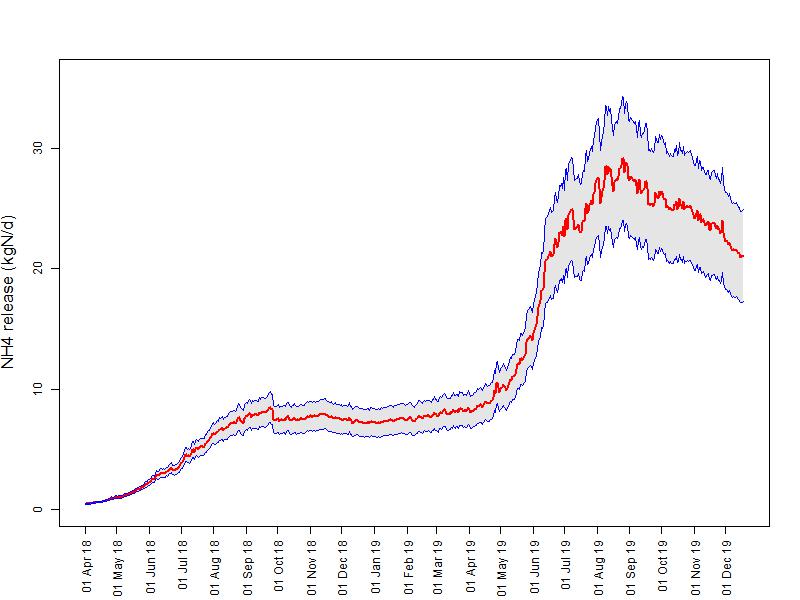 NH4 release (kgN/d)
30
20
10
0
01 Apr 18
01 May 18
01 Jun 18
01 Jul 18
01 Aug 18
01 Sep 18
01 Oct 18
01 Nov 18
01 Dec 18
01 Jan 19
01 Feb 19
01 Mar 19
01 Apr 19
01 May 19
01 Jun 19
01 Jul 19
01 Aug 19
01 Sep 19
01 Oct 19
01 Nov 19
01 Dec 19